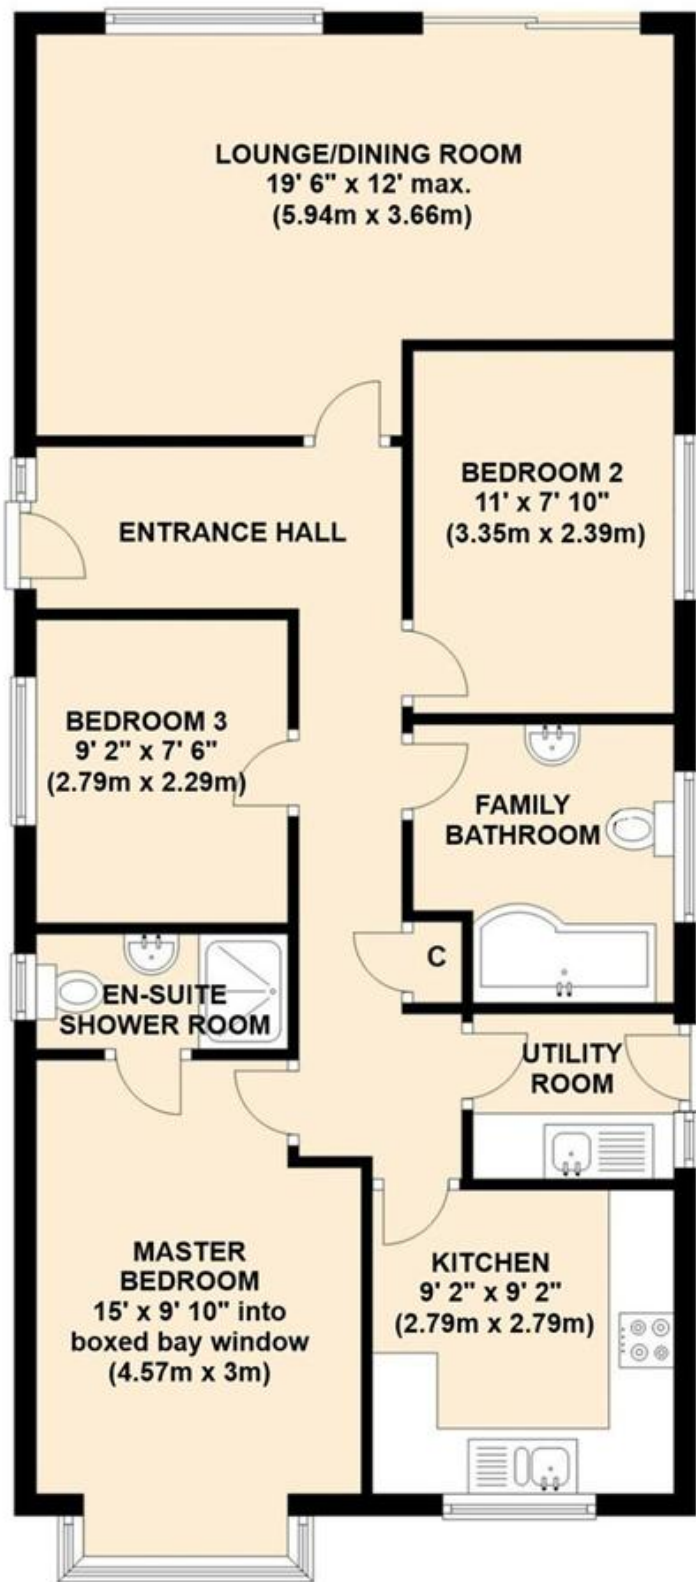 LOUNGE/DINING ROOM
19' 6" x 12' max.
(5.94m x 3.66m)
BEDROOM 2
11' x 7' 10"
(3.35m x 2.39m)
ENTRANCE HALL
BEDROOM 3
9' 2" x 7' 6"
(2.79m x 2.29m)
FAMILY
BATHROOM
C
EN-SUITE
SHOWER ROOM
UTILITY
ROOM
MASTER
BEDROOM
15' x 9' 10" into
boxed bay window
(4.57m x 3m)
KITCHEN
9' 2" x 9' 2"
(2.79m x 2.79m)